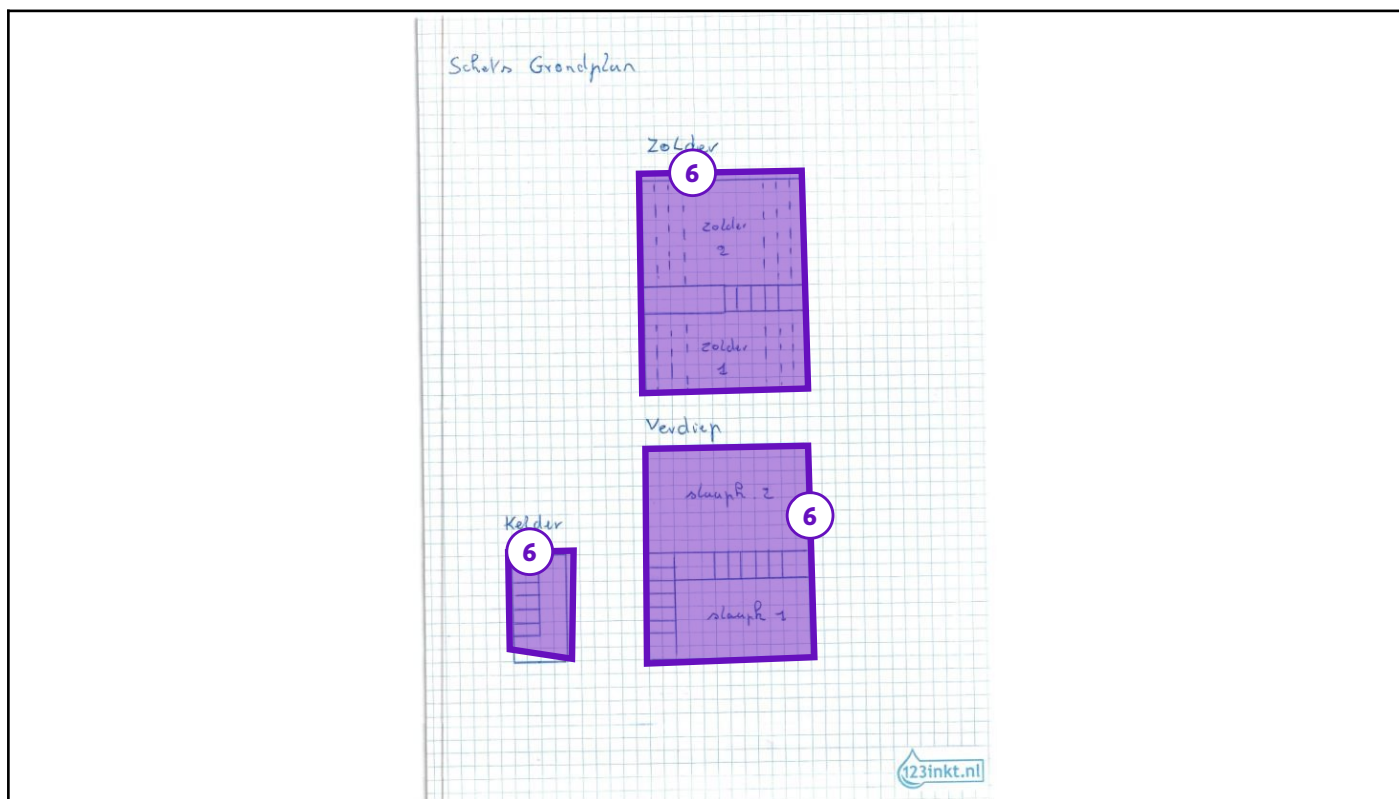 Schets Grondplan
Zolder
6
zolder
2
zolder
1
Verdiep
slaapk. 2
6
Kelder
6
slaapk 1
123inkt.nl